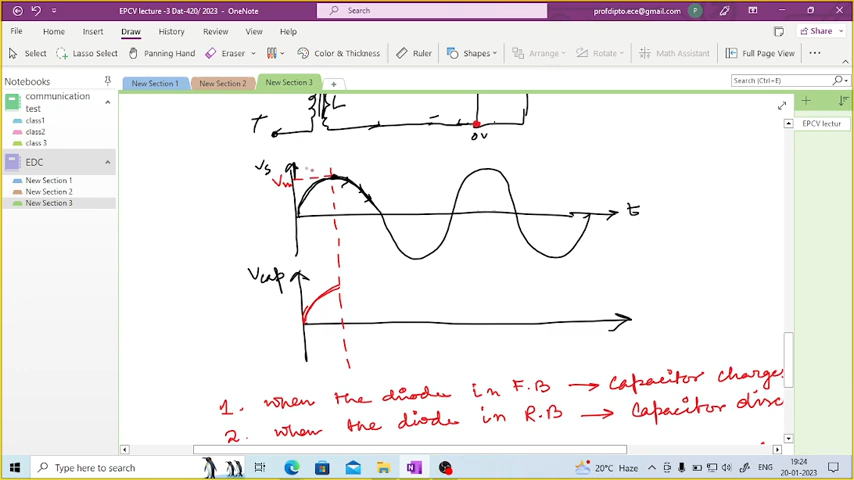 EPCV lecture -3 Dat-420/ 2023 - OneNote
Search
profdipto.ece@gmail.com
P
File
Home
Insert
Draw
History
Review
View
Help
Share
Select
Lasso Select
Panning Hand
Eraser
Color & Thickness
Ruler
Shapes
Arrange
Rotate
Math Assistant
Full Page View
Notebooks
New Section 1
New Section 2
New Section 3
+
Search (Ctrl+E)
communication
test
class1
class2
class 3
EDC
New Section 1
New Section 2
New Section 3
EPCV lectur
L
T
0V
Vs
Vm
t
Vcap
1. when the diode in F.B → capacitor charge
2. when the diode in R.B → capacitor disc
Type here to search
20°C Haze
ENG
19:24
20-01-2023